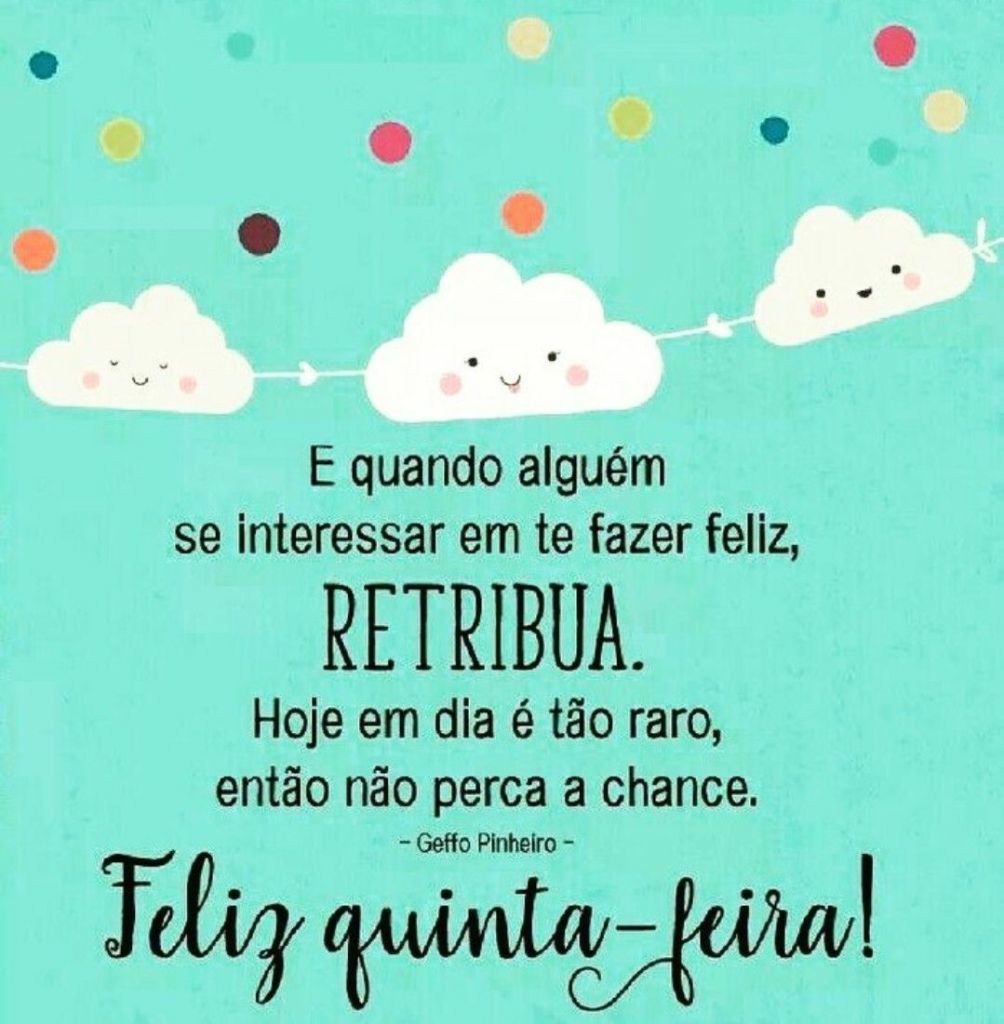 E quando alguém
se interessar em te fazer feliz,
RETRIBUA.
Hoje em dia é tão raro,
então não perca a chance.
- Geffo Pinheiro -
Feliz quinta-feira!